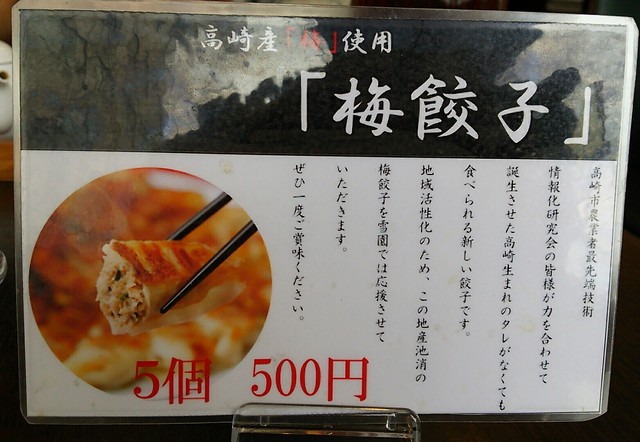 高崎産「梅」使用
「梅餃子」
高崎市農業者最先端技術
情報化研究会の皆様が力を合わせて
誕生させた高崎生まれのタレがなくても
食べられる新しい餃子です。
地域活性化のため、この地産池消の
梅餃子を雪園では応援させて
いただきます。
ぜひ一度ご賞味ください。
5個 500円